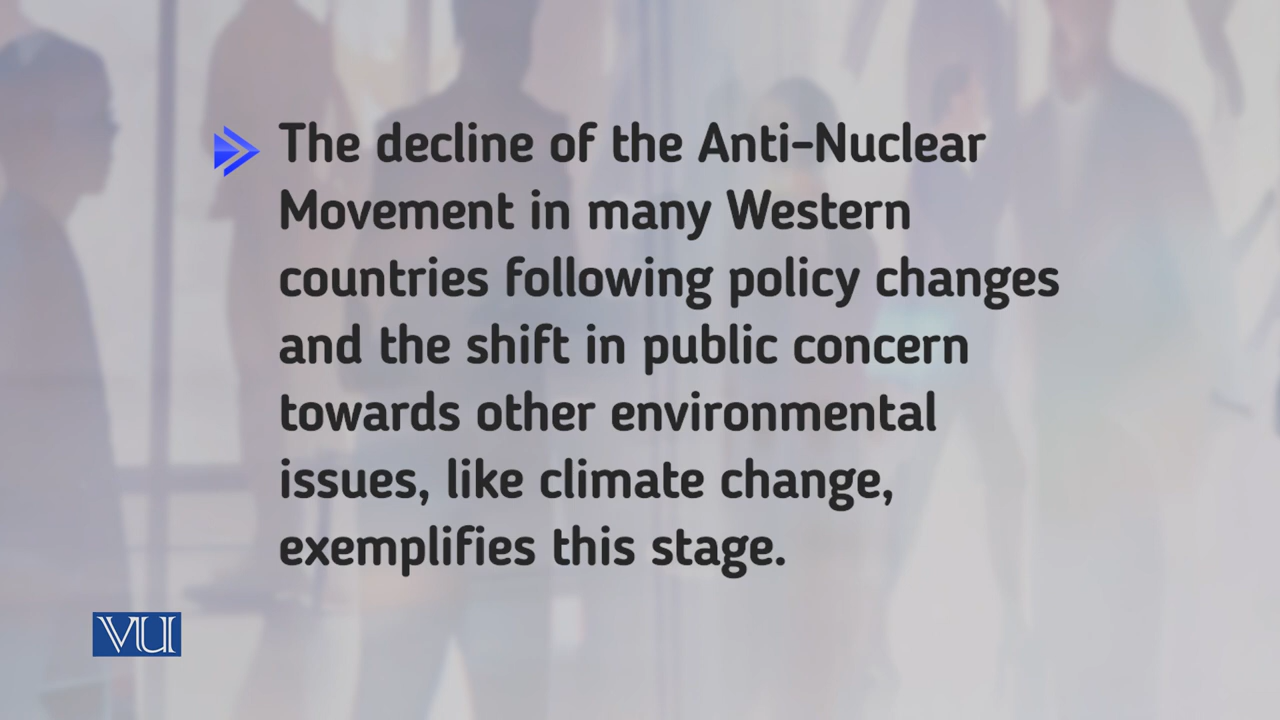 The decline of the Anti-Nuclear
Movement in many Western
countries following policy changes
and the shift in public concern
towards other environmental
issues, like climate change,
exemplifies this stage.
VU